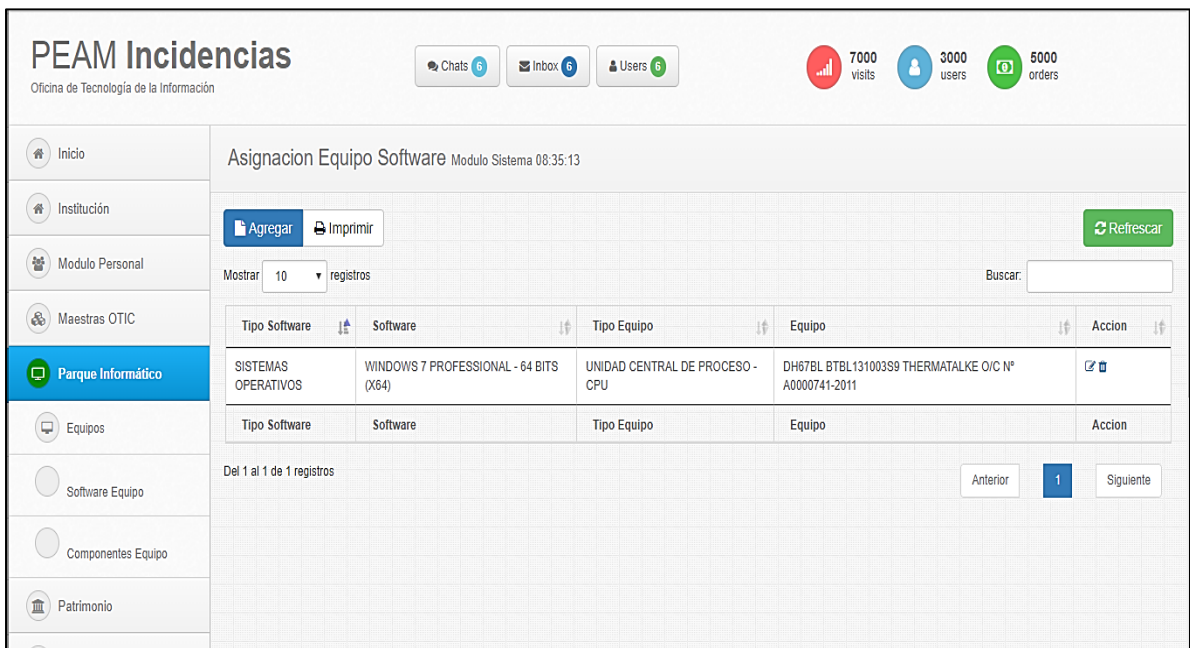 PEAM Incidencias
Oficina de Tecnología de la Información
Chats 6
Inbox 6
Users 6
7000
visits
3000
users
5000
orders
Inicio
Institución
Modulo Personal
Maestras OTIC
Parque Informático
Equipos
Software Equipo
Componentes Equipo
Patrimonio
Asignacion Equipo Software Modulo Sistema 08:35:13
Agregar
Imprimir
Refrescar
Mostrar 10 registros
Buscar:
Tipo Software Software Tipo Equipo Equipo Accion
SISTEMAS OPERATIVOS
WINDOWS 7 PROFESSIONAL - 64 BITS
(X64)
UNIDAD CENTRAL DE PROCESO -
CPU
DH67BL BTBL131003S9 THERMATALKE O/C Nº
A0000741-2011
Tipo Software Software Tipo Equipo Equipo Accion
Del 1 al 1 de 1 registros
Anterior 1 Siguiente